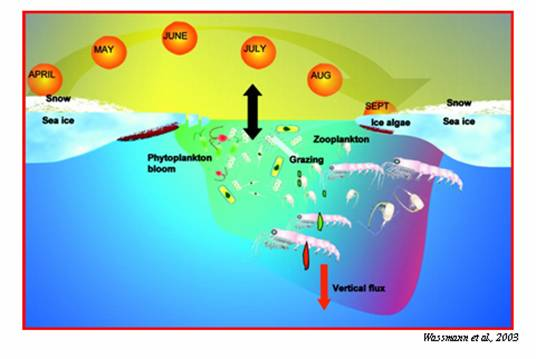 JUNE
MAY
JULY
APRIL
AUG
SEPT
Snow
Sea ice
Snow
Sea ice
Ice algae
Zooplankton
Phytoplankton
bloom
Grazing
Vertical flux
Wassmann et al., 2003